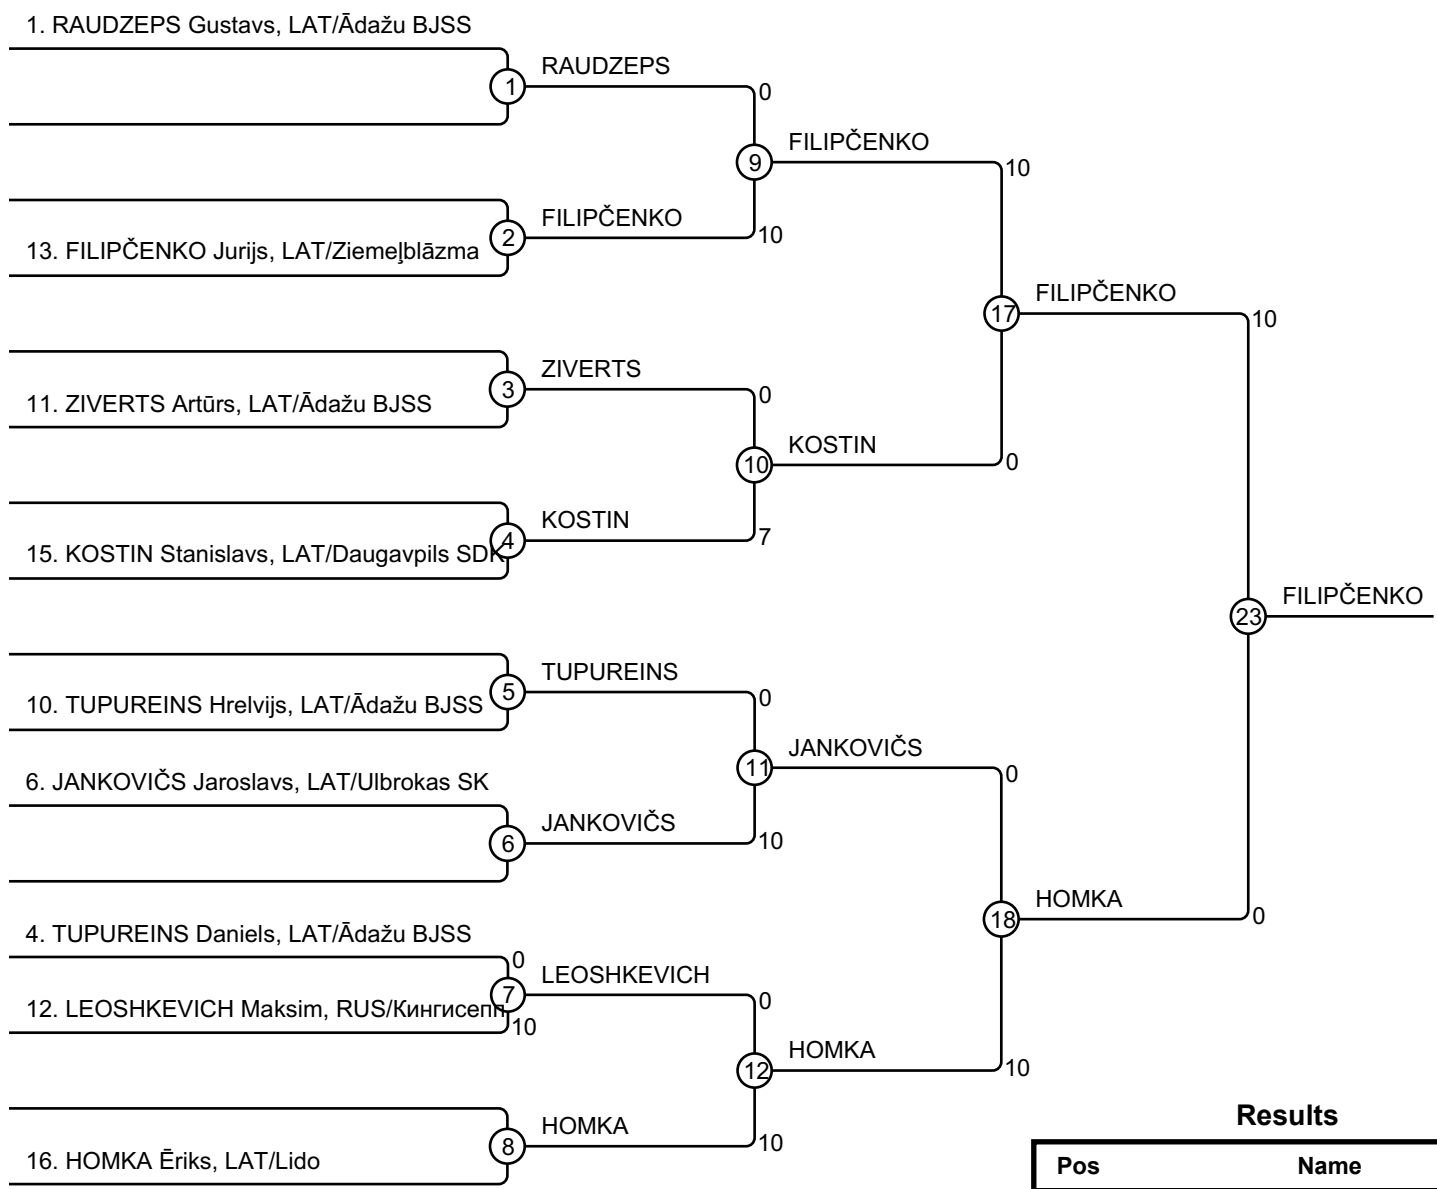 1. RAUDZEPS Gustavs, LAT/Ādažu BJSS
1
RAUDZEPS
0
9
FILIPČENKO
10
13. FILIPČENKO Jurijs, LAT/Ziemeļblāzma
2
FILIPČENKO
10
17
FILIPČENKO
10
11. ZIVERTS Artūrs, LAT/Ādažu BJSS
3
ZIVERTS
0
10
KOSTIN
0
15. KOSTIN Stanislavs, LAT/Daugavpils SDK
4
KOSTIN
7
23
FILIPČENKO
10. TUPUREINS Hrelvijs, LAT/Ādažu BJSS
5
TUPUREINS
0
11
JANKOVIČS
0
6. JANKOVIČS Jaroslavs, LAT/Ulbrokas SK
6
JANKOVIČS
10
18
HOMKA
0
4. TUPUREINS Daniels, LAT/Ādažu BJSS
0
7
LEOSHKEVICH
0
12. LEOSHKEVICH Maksim, RUS/Кингисепп
10
12
HOMKA
10
16. HOMKA Ēriks, LAT/Lido
8
HOMKA
10
Results
Pos Name